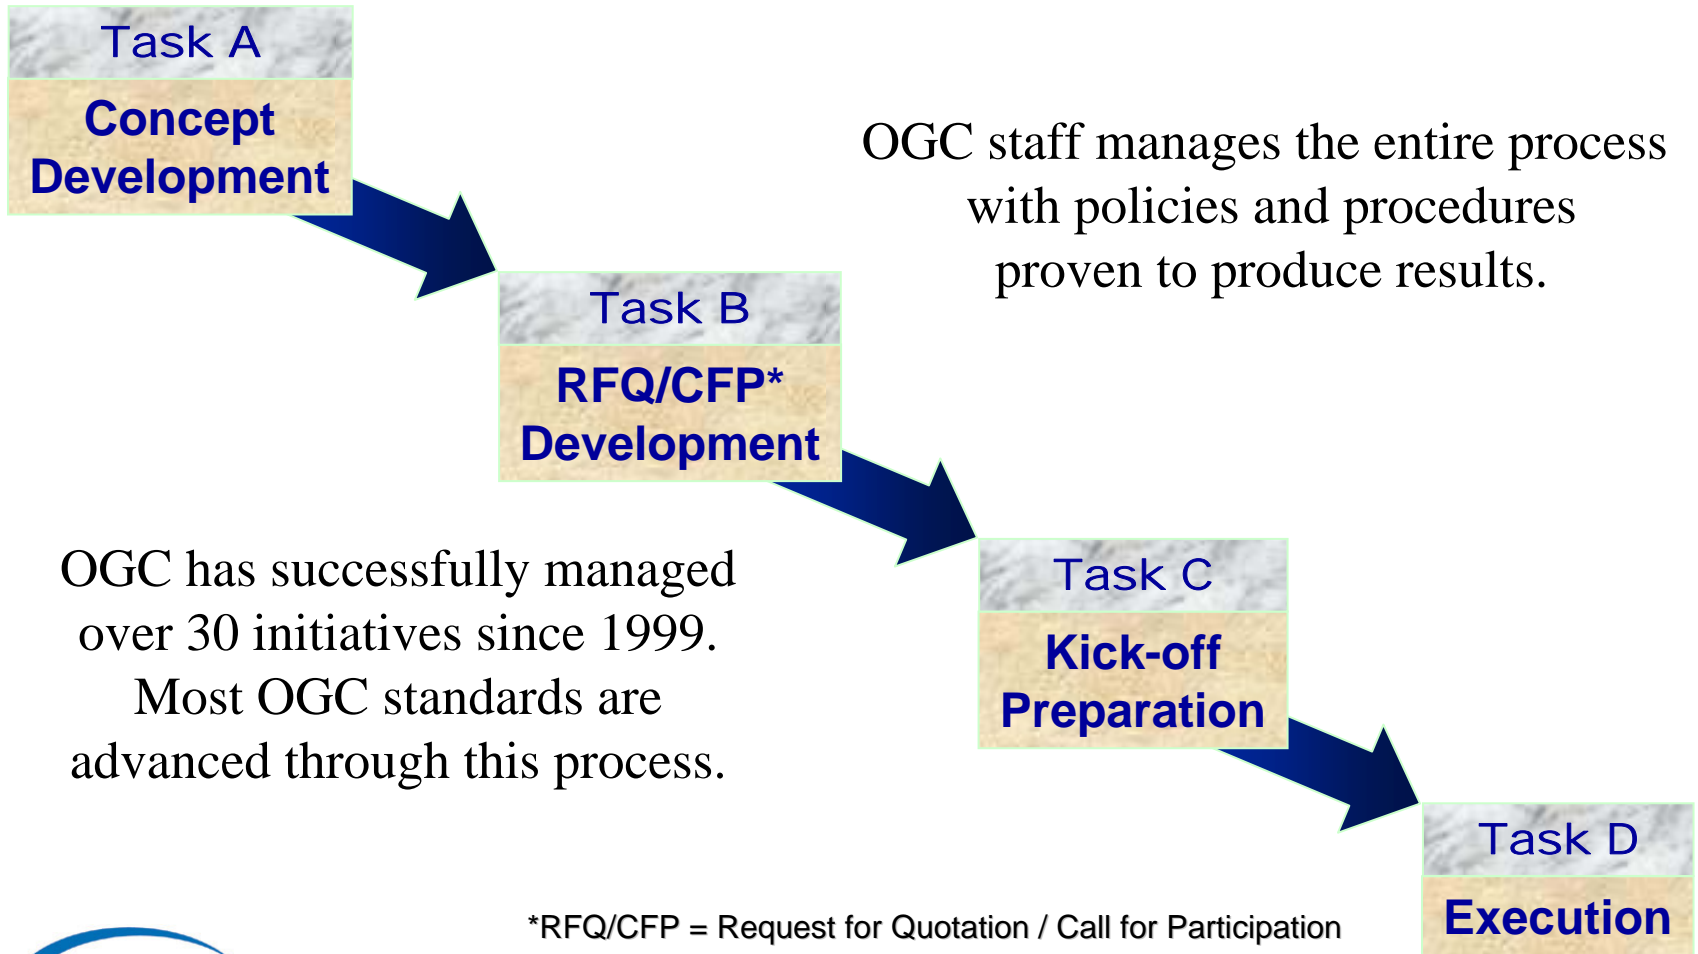 Task A
Concept
Development
OGC staff manages the entire process
with policies and procedures
proven to produce results.
Task B
RFQ/CFP*
Development
OGC has successfully managed
over 30 initiatives since 1999.
Most OGC standards are
advanced through this process.
Task C
Kick-off
Preparation
Task D
Execution
*RFQ/CFP = Request for Quotation / Call for Participation